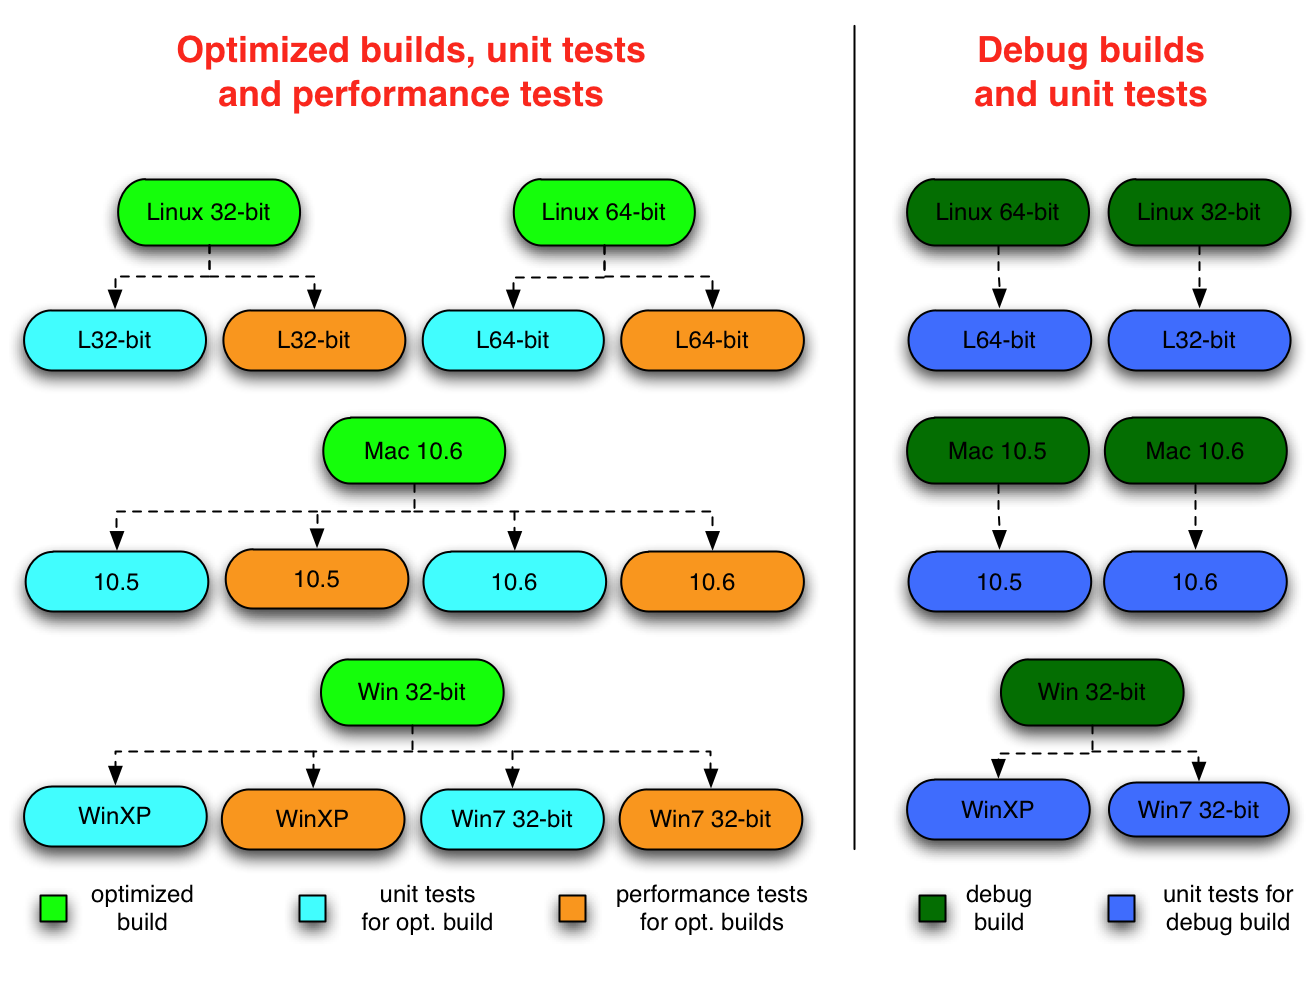 Optimized builds, unit tests
and performance tests
Linux 32-bit
Linux 64-bit
L32-bit
L32-bit
L64-bit
L64-bit
Mac 10.6
10.5
10.5
10.6
10.6
Win 32-bit
WinXP
WinXP
Win7 32-bit
Win7 32-bit
optimized
build
unit tests
for opt. build
performance tests
for opt. builds
Debug builds
and unit tests
Linux 64-bit
Linux 32-bit
L64-bit
L32-bit
Mac 10.5
Mac 10.6
10.5
10.6
Win 32-bit
WinXP
Win7 32-bit
debug
build
unit tests for
debug build